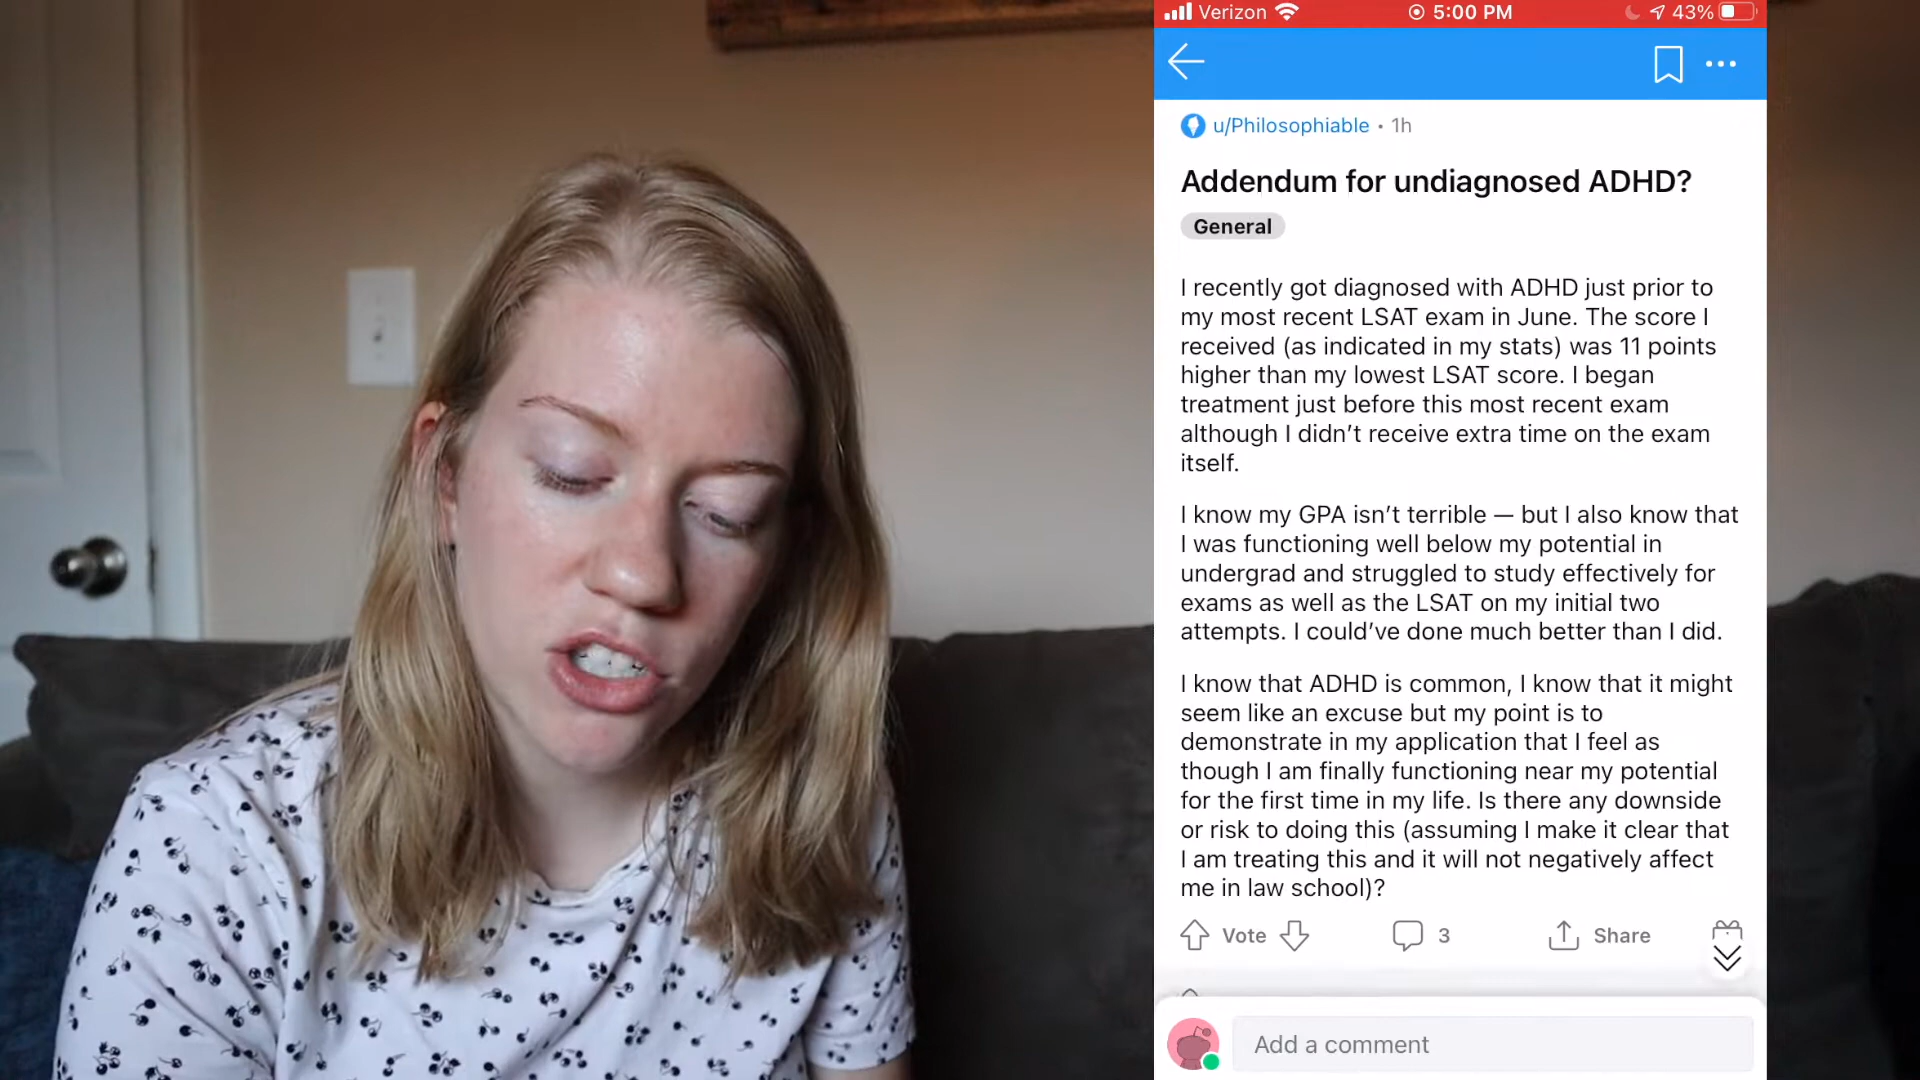 Verizon 5:00 PM 43%
u/Philosophiable • 1h
Addendum for undiagnosed ADHD?
General
I recently got diagnosed with ADHD just prior to
my most recent LSAT exam in June. The score I
received (as indicated in my stats) was 11 points
higher than my lowest LSAT score. I began
treatment just before this most recent exam
although I didn’t receive extra time on the exam
itself.
I know my GPA isn’t terrible — but I also know that
I was functioning well below my potential in
undergrad and struggled to study effectively for
exams as well as the LSAT on my initial two
attempts. I could’ve done much better than I did.
I know that ADHD is common, I know that it might
seem like an excuse but my point is to
demonstrate in my application that I feel as
though I am finally functioning near my potential
for the first time in my life. Is there any downside
or risk to doing this (assuming I make it clear that
I am treating this and it will not negatively affect
me in law school)?
Vote 3 Share
Add a comment